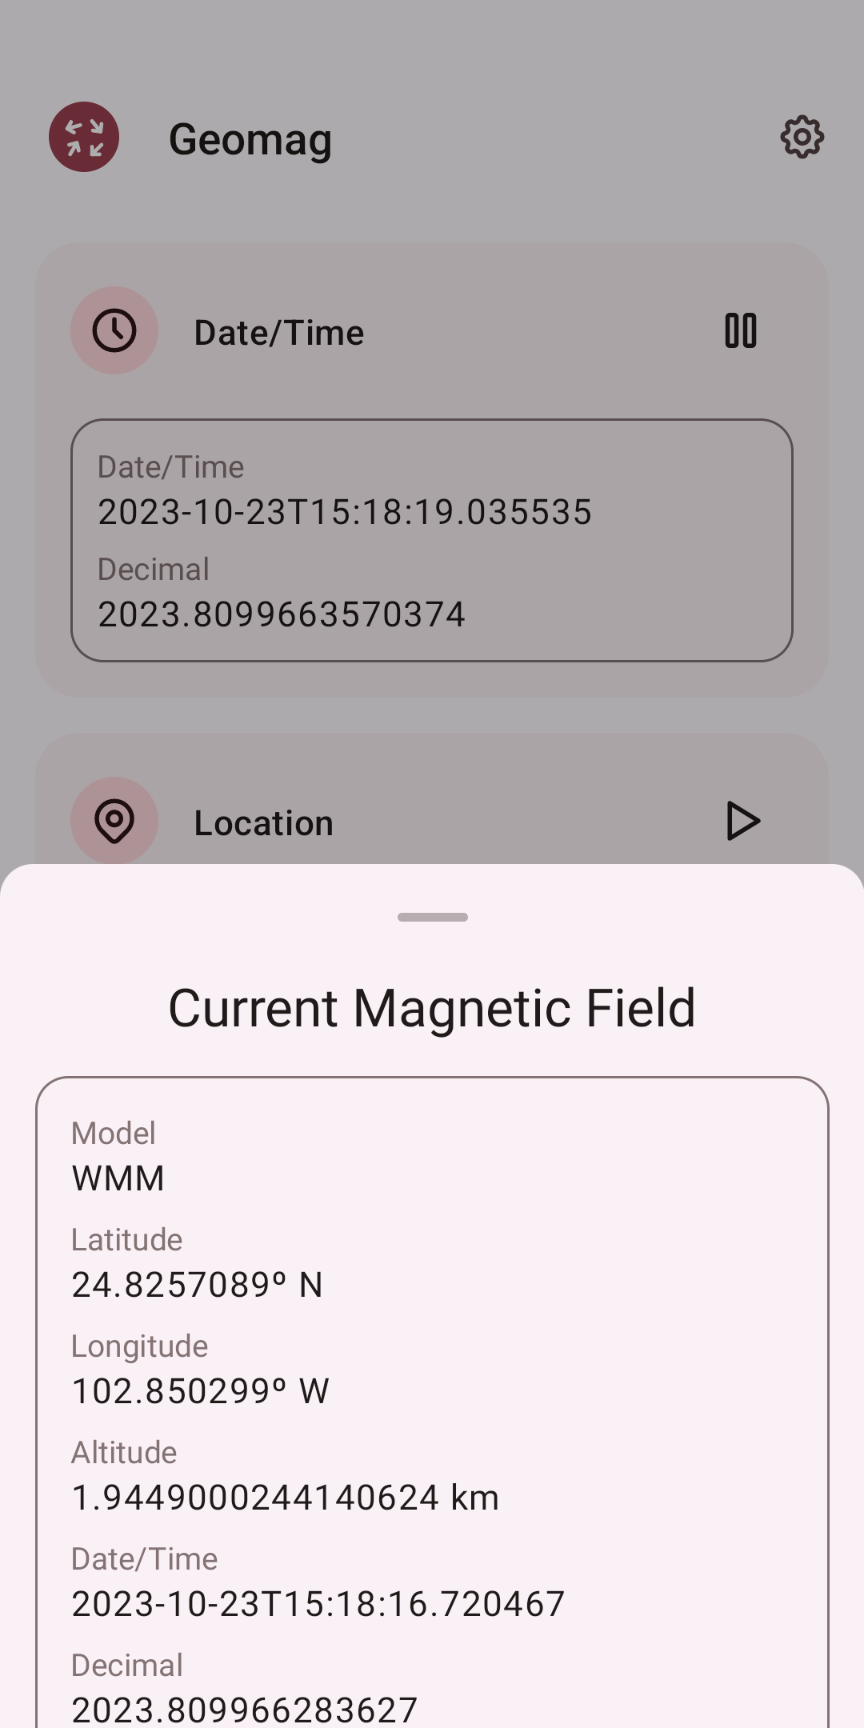 Geomag
Date/Time
Date/Time
2023-10-23T15:18:19.035535
Decimal
2023.8099663570374
Location
Current Magnetic Field
Model
WMM
Latitude
24.8257089º N
Longitude
102.850299º W
Altitude
1.9449000244140624 km
Date/Time
2023-10-23T15:18:16.720467
Decimal
2023.809966283627